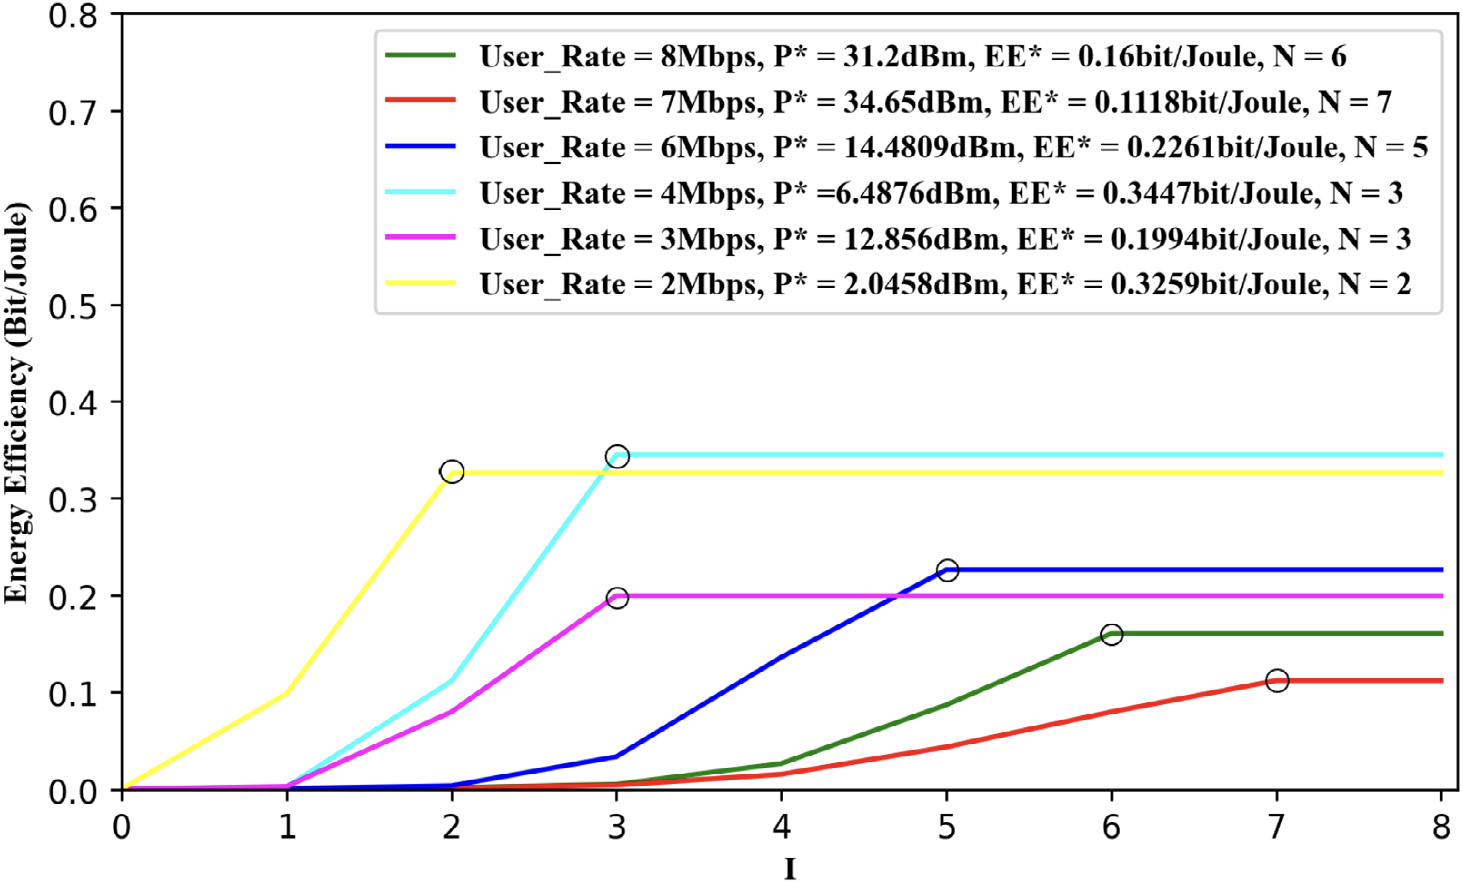 0.8
User_Rate = 8Mbps, P* = 31.2dBm, EE* = 0.16bit/Joule, N = 6
0.7
User_Rate = 7Mbps, P* = 34.65dBm, EE* = 0.1118bit/Joule, N = 7
User_Rate = 6Mbps, P* = 14.4809dBm, EE* = 0.2261bit/Joule, N = 5
0.6
User_Rate = 4Mbps, P* =6.4876dBm, EE* = 0.3447bit/Joule, N = 3
User_Rate = 3Mbps, P* = 12.856dBm, EE* = 0.1994bit/Joule, N = 3
User_Rate = 2Mbps, P* = 2.0458dBm, EE* = 0.3259bit/Joule, N = 2
0.5
0.4
0.3
0.2
0.1
0.0
Energy Efficiency (Bit/Joule)
0 1 2 3 4 5 6 7 8
I